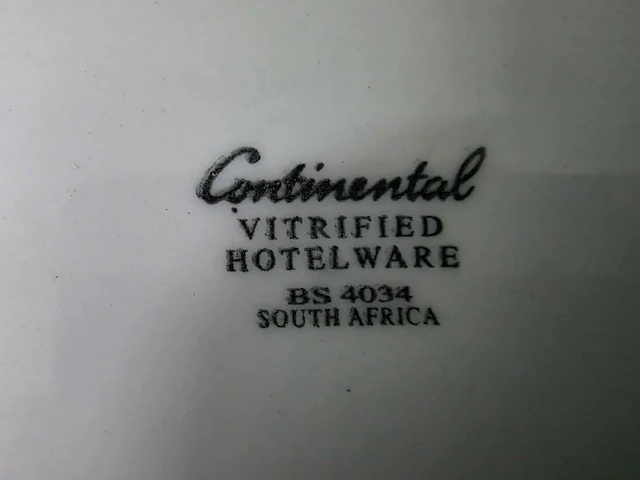 Continental
VITRIFIED
HOTELWARE
BS 4034
SOUTH AFRICA